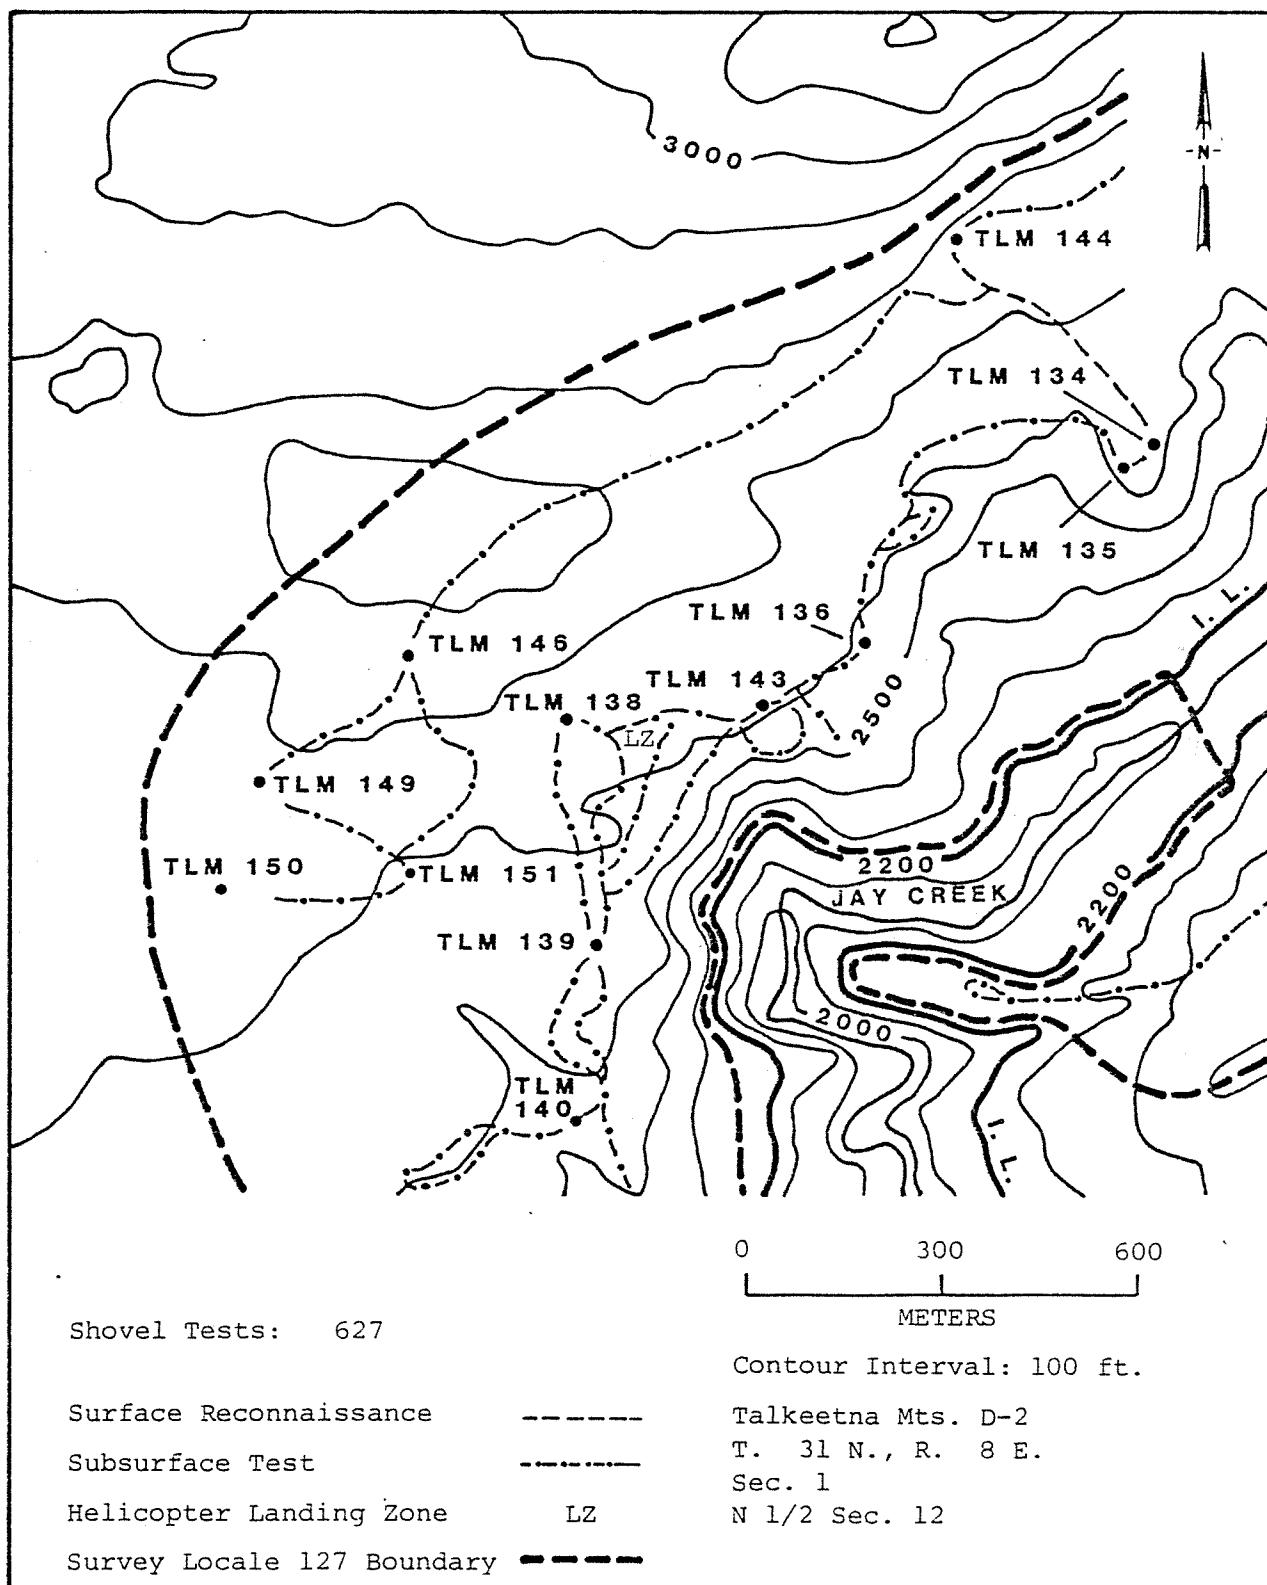 3000
-N-
TLM 144
TLM 134
TLM 135
I. L.
TLM 136
TLM 146
TLM 143
TLM 138
2500
LZ
TLM 149
TLM 150
TLM 151
2200
JAY CREEK
2200
TLM 139
2000
TLM
140
I. L.
0 300 600
METERS
Shovel Tests: 627
Contour Interval: 100 ft.
Surface Reconnaissance
Subsurface Test
Helicopter Landing Zone LZ
Survey Locale 127 Boundary
Talkeetna Mts. D-2
T. 31 N., R. 8 E.
Sec. 1
N 1/2 Sec. 12